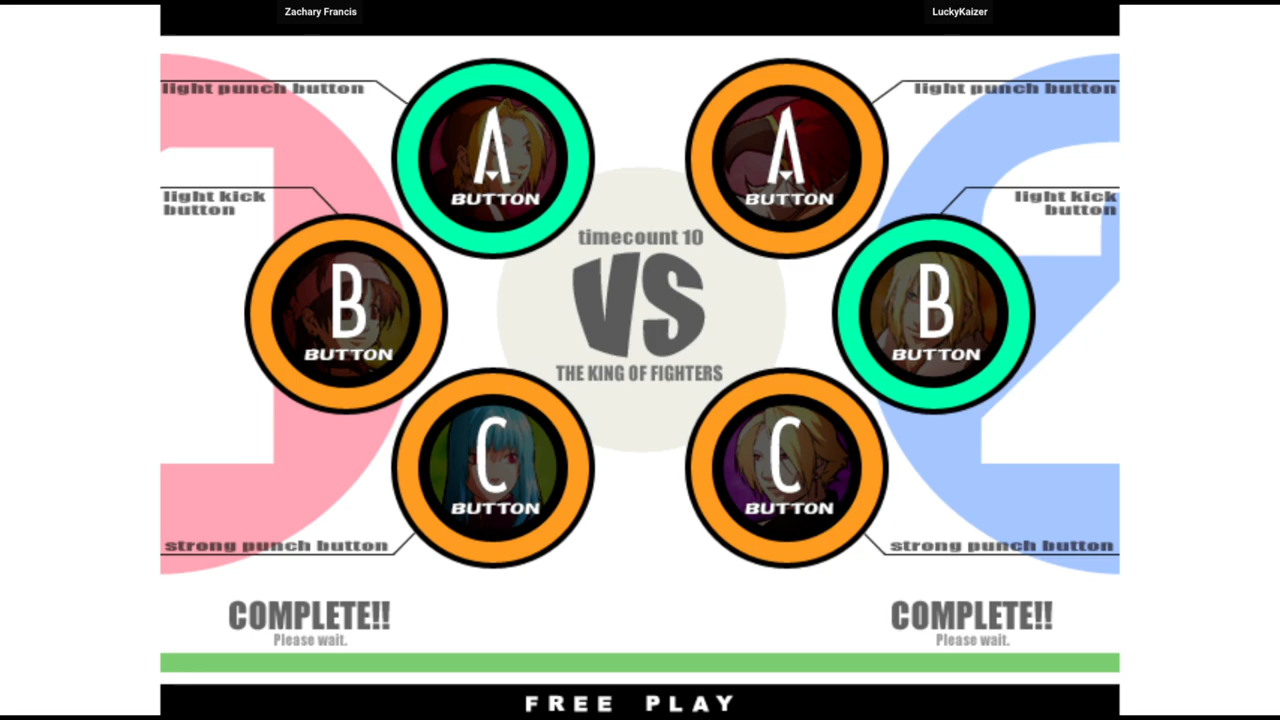 Zachary Francis
LuckyKaizer
light punch button
A
BUTTON
A
BUTTON
light punch button
light kick
button
B
BUTTON
timecount 10
VS
THE KING OF FIGHTERS
light kick
button
B
BUTTON
C
BUTTON
C
BUTTON
strong punch button
strong punch button
COMPLETE!!
Please wait.
COMPLETE!!
Please wait.
FREE PLAY